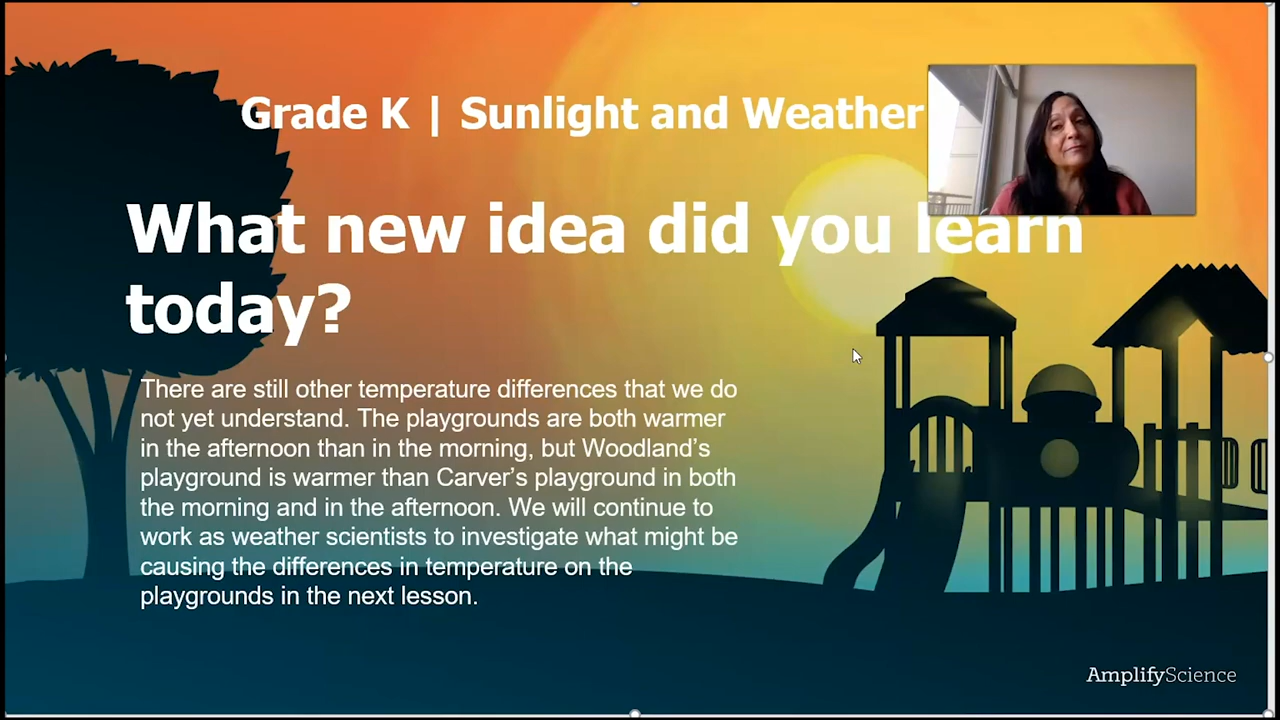 Grade K | Sunlight and Weather
What new idea did you learn
today?
There are still other temperature differences that we do
not yet understand. The playgrounds are both warmer
in the afternoon than in the morning, but Woodland’s
playground is warmer than Carver’s playground in both
the morning and in the afternoon. We will continue to
work as weather scientists to investigate what might be
causing the differences in temperature on the
playgrounds in the next lesson.
AmplifyScience